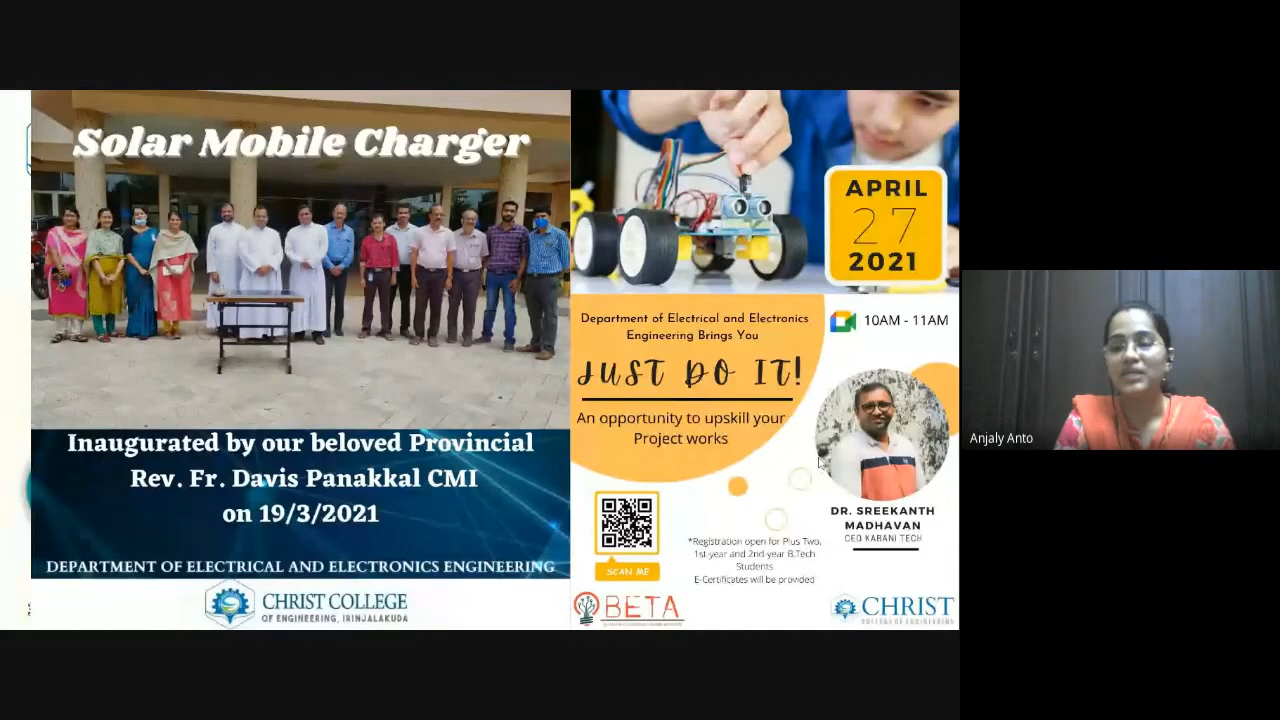 Solar Mobile Charger
Inaugurated by our beloved Provincial
Rev. Fr. Davis Panakkal CMI
on 19/3/2021
DEPARTMENT OF ELECTRICAL AND ELECTRONICS ENGINEERING
CHRIST COLLEGE
OF ENGINEERING, IRINJALAKUDA
APRIL
27
2021
Department of Electrical and Electronics
Engineering Brings You
10AM - 11AM
JUST DO IT!
An opportunity to upskill your
Project works
DR. SREEKANTH
MADHAVAN
CEO KABANI TECH
*Registration open for Plus Two,
1st-year and 2nd-year B.Tech
Students
E-Certificates will be provided
SCAN ME
BETA
CHRIST
COLLEGE OF ENGINEERING
Anjaly Anto